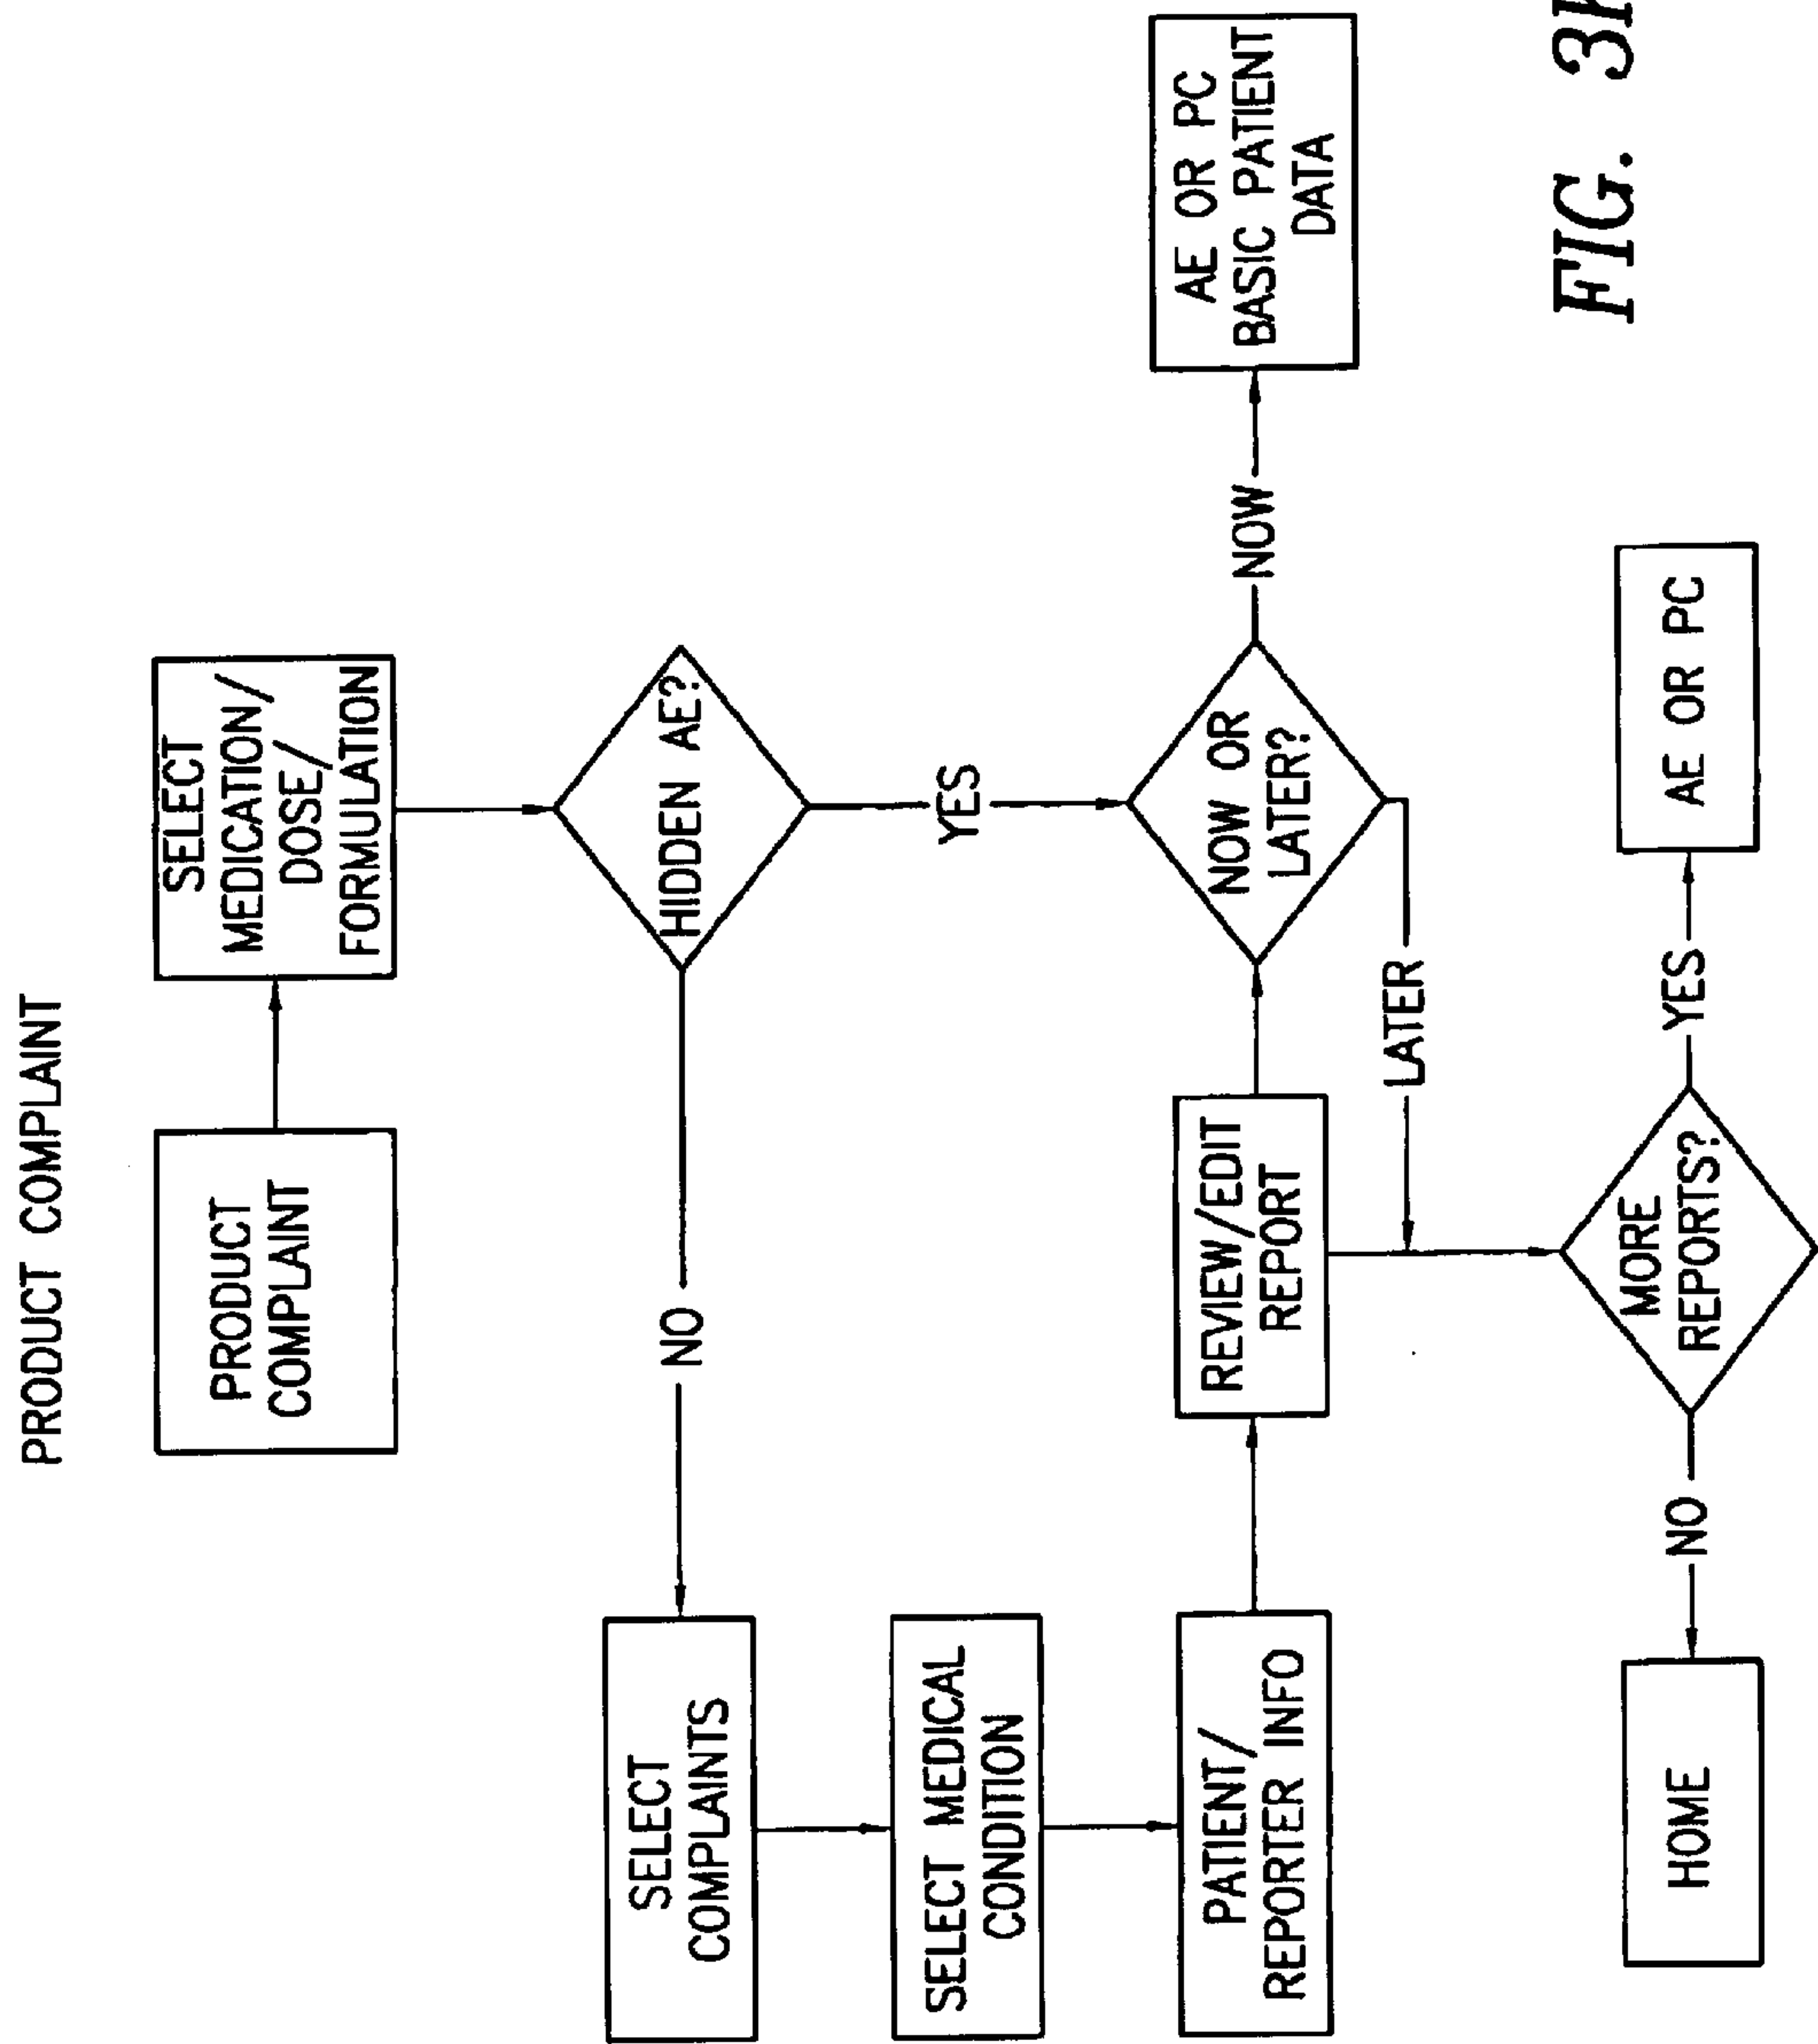 PRODUCT COMPLAINT
PRODUCT
COMPLAINT
SELECT
MEDICATION/
DOSE/
FORMULATION
HIDDEN AE?
NO
YES
SELECT
COMPLAINTS
SELECT MEDICAL
CONDITION
PATIENT/
REPORTER INFO
REVIEW/EDIT
REPORT
NOW OR
LATER?
NOW
AE OR PC
BASIC PATIENT
DATA
LATER
MORE
REPORTS?
NO
HOME
YES
AE OR PC
FIG.